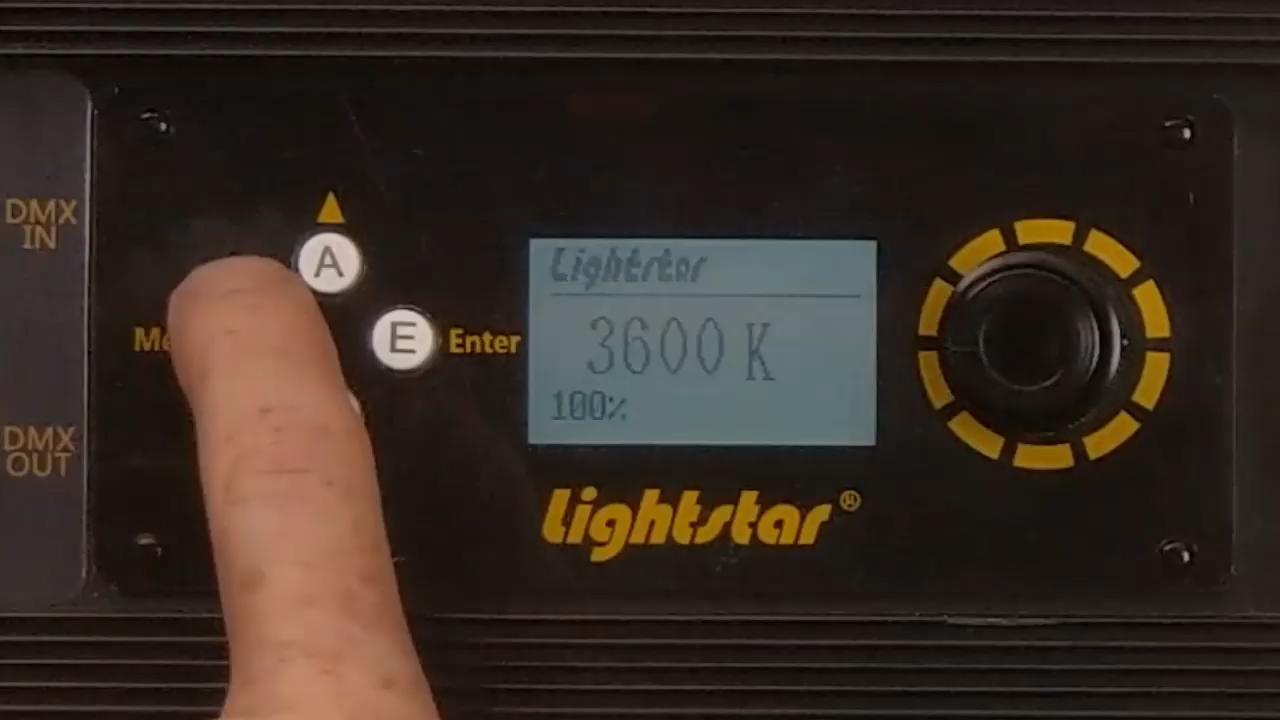 DMX
IN
A
E
Enter
Lightstar
3600 K
100%
DMX
OUT
Lightstar®